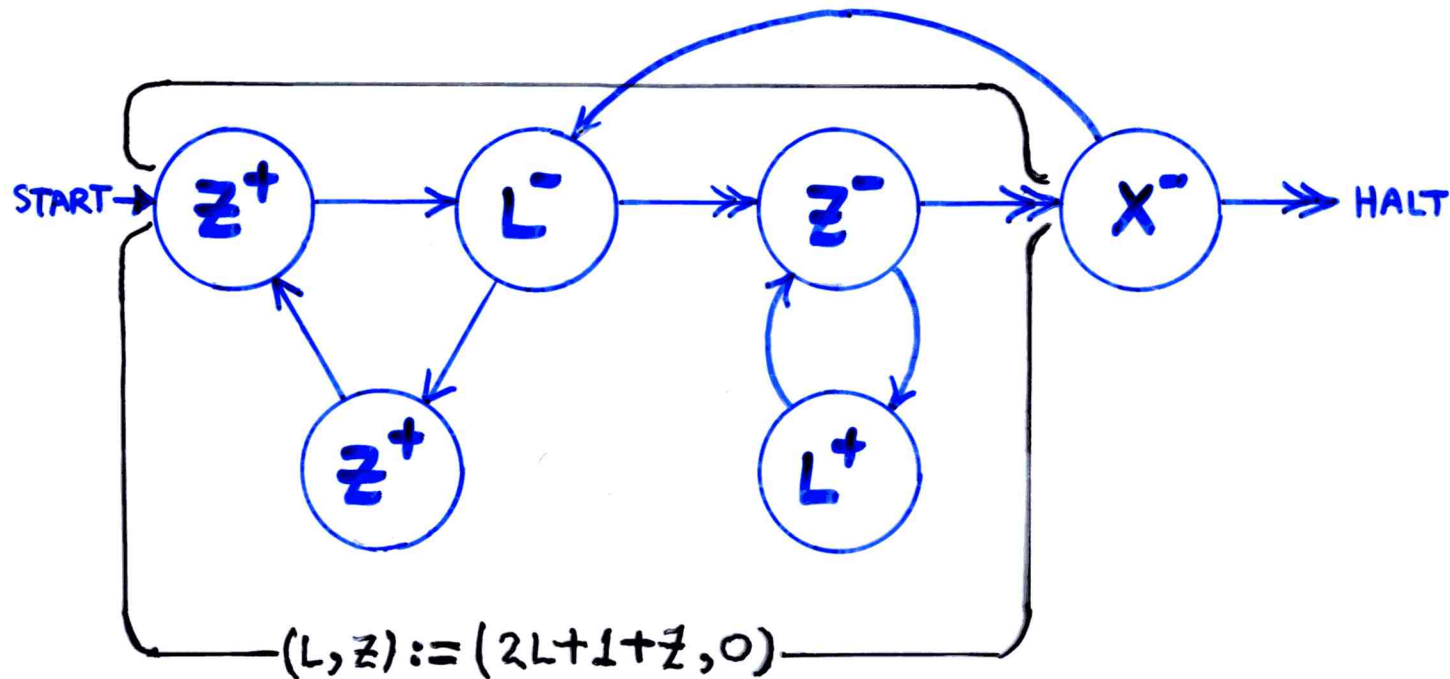 START Z+ L- Z- X- HALT
Z+ L+
(L, Z) := (2L+1+Z, 0)